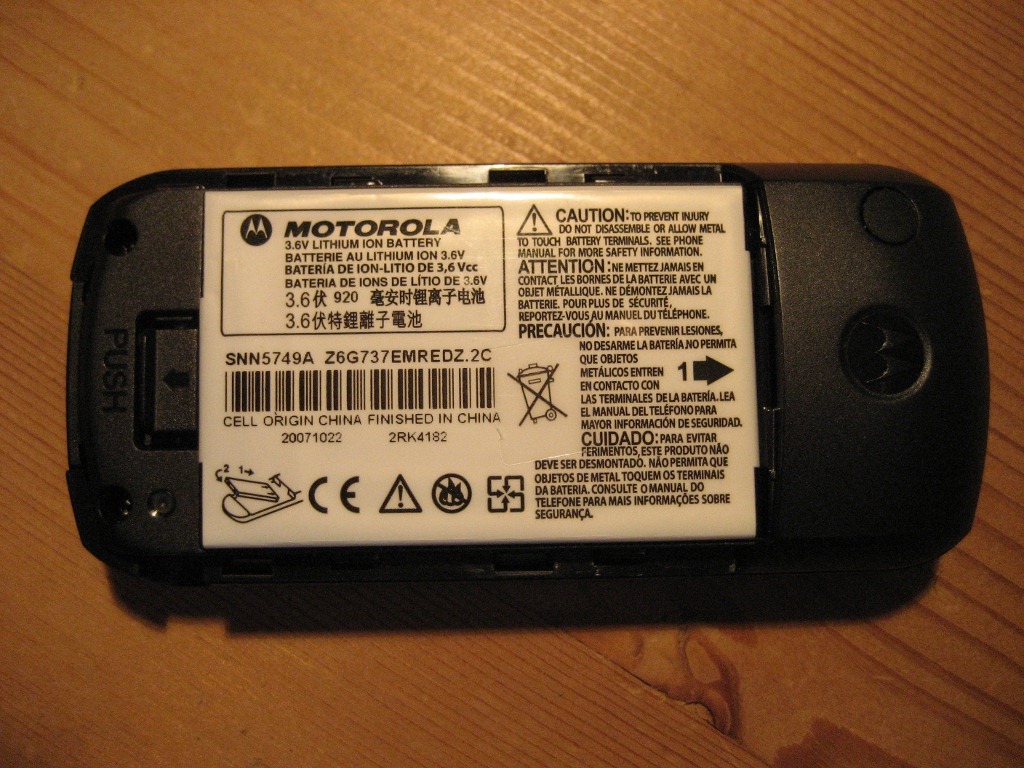 PUSH
MOTOROLA
3.6V LITHIUM ION BATTERY
BATTERIE AU LITHIUM ION 3.6V
BATERÍA DE ION-LITIO DE 3,6 Vcc
BATERIA DE IONS DE LÍTIO DE 3.6V
3.6伏 920 毫安时锂离子电池
3.6伏特鋰離子電池
SNN5749A Z6G737EMREDZ.2C
CELL ORIGIN CHINA FINISHED IN CHINA
20071022 2RK4182
2 1
CE
CAUTION: TO PREVENT INJURY
DO NOT DISASSEMBLE OR ALLOW METAL
TO TOUCH BATTERY TERMINALS. SEE PHONE
MANUAL FOR MORE SAFETY INFORMATION.
ATTENTION: NE METTEZ JAMAIS EN
CONTACT LES BORNES DE LA BATTERIE AVEC UN
OBJET MÉTALLIQUE. NE DÉMONTEZ JAMAIS LA
BATTERIE. POUR PLUS DE SÉCURITÉ,
REPORTEZ-VOUS AU MANUEL DU TÉLÉPHONE.
PRECAUCIÓN: PARA PREVENIR LESIONES,
NO DESARME LA BATERÍA NO PERMITA
QUE OBJETOS
METÁLICOS ENTREN
EN CONTACTO CON
1
LAS TERMINALES DE LA BATERÍA. LEA
EL MANUAL DEL TELÉFONO PARA
MAYOR INFORMACIÓN DE SEGURIDAD.
CUIDADO: PARA EVITAR
FERIMENTOS, ESTE PRODUTO NÃO
DEVE SER DESMONTADO. NÃO PERMITA QUE
OBJETOS DE METAL TOQUEM OS TERMINAIS
DA BATERIA. CONSULTE O MANUAL DO
TELEFONE PARA MAIS INFORMAÇÕES SOBRE
SEGURANÇA.